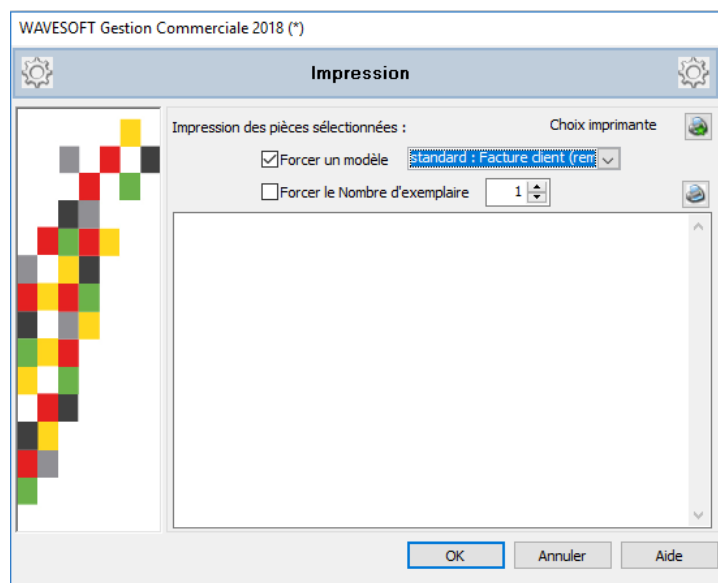 WAVESOFT Gestion Commerciale 2018 (*)
Impression
Impression des pièces sélectionnées : Choix imprimante
Forcer un modèle standard : Facture client (rem
Forcer le Nombre d'exemplaire 1
OK Annuler Aide